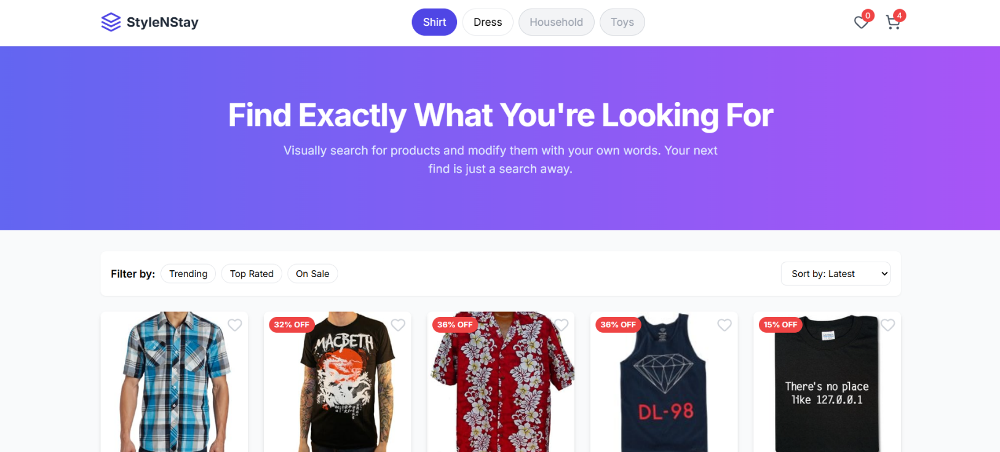 StyleNStay
Shirt
Dress
Household
Toys
0
4
Find Exactly What You're Looking For
Visually search for products and modify them with your own words. Your next
find is just a search away.
Filter by:
Trending
Top Rated
On Sale
Sort by: Latest
32% OFF
36% OFF
36% OFF
15% OFF
MACBETH
DL-98
There's no place
like 127.0.0.1